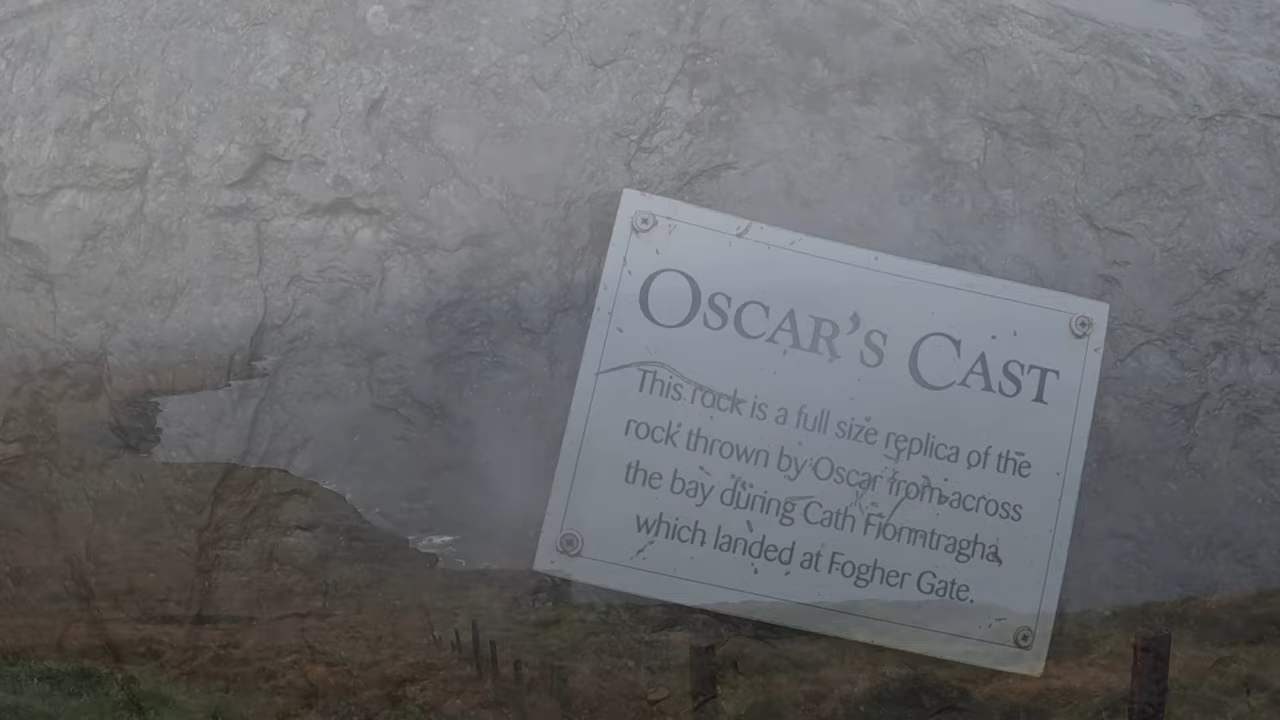 OSCAR'S CAST
This rock is a full size replica of the
rock thrown by Oscar from across
the bay during Cath Fionntragha,
which landed at Fogher Gate.